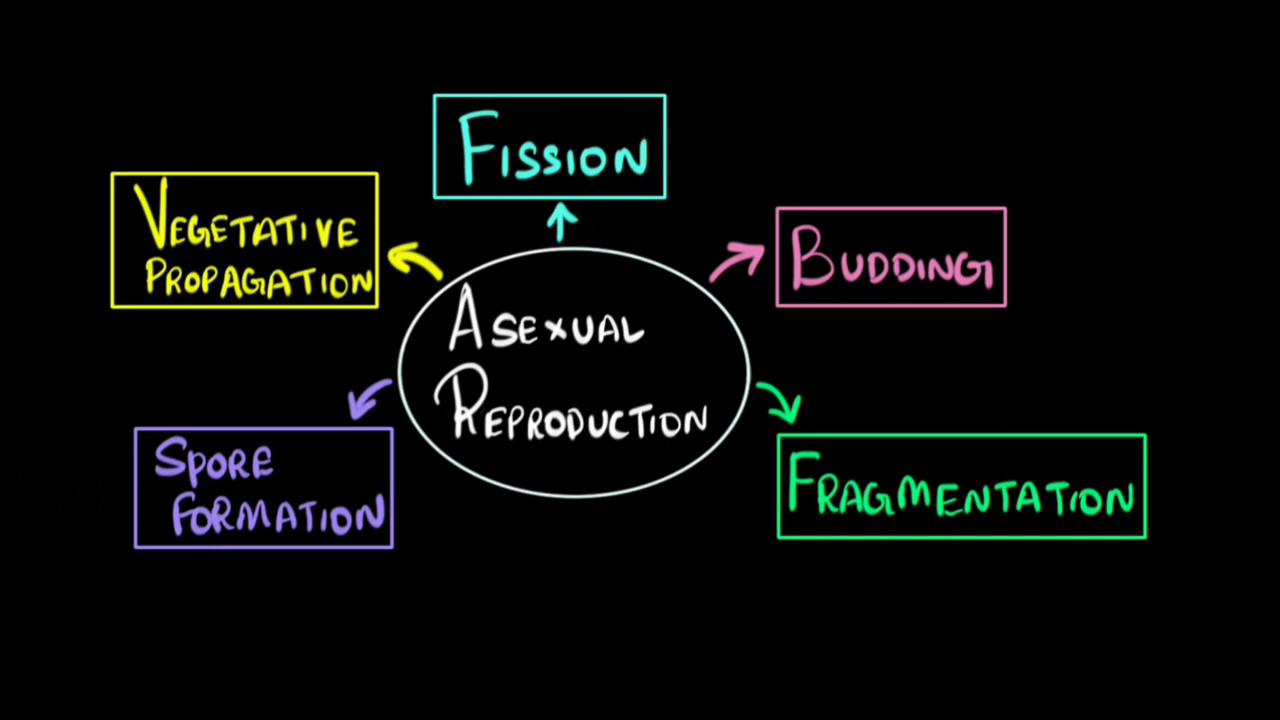 FISSION
VEGETATIVE
PROPAGATION
BUDDING
ASEXUAL
REPRODUCTION
SPORE
FORMATION
FRAGMENTATION